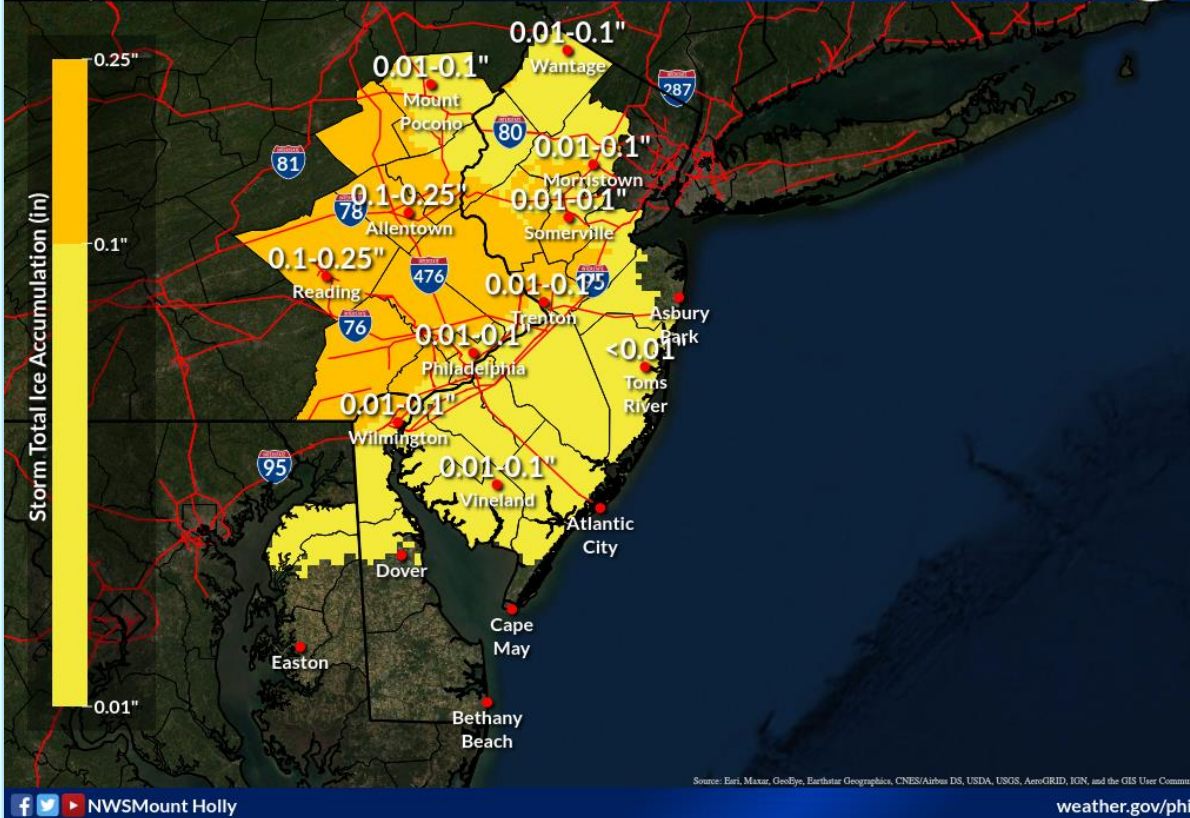 0.25"
0.1"
0.01"
Storm Total Ice Accumulation (in)
0.01-0.1"
Wantage
0.01-0.1"
Mount
Pocono
287
80
81
0.01-0.1"
Morristown
78
0.1-0.25"
Allentown
0.01-0.1"
Somerville
0.1-0.25"
Reading
476
0.01-0.1"
Trenton
Asbury
Park
76
0.01-0.1"
Philadelphia
<0.01"
Toms
River
0.01-0.1"
Wilmington
95
0.01-0.1"
Vineland
Atlantic
City
Dover
Cape
May
Easton
Bethany
Beach
Source: Esri, Maxar, GeoEye, Earthstar Geographics, CNES/Airbus DS, USDA, USGS, AeroGRID, IGN, and the GIS User Commu
NWSMount Holly
weather.gov/phi